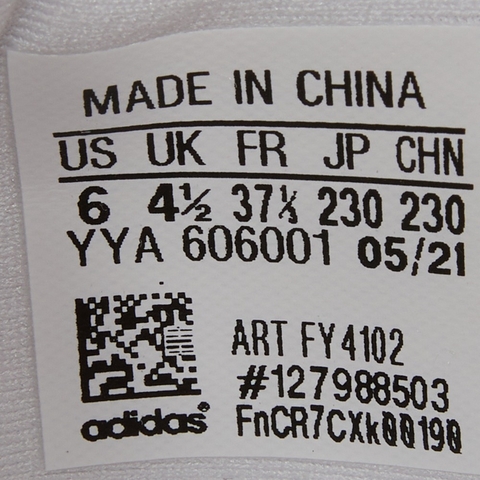 MADE IN CHINA
US UK FR JP CHN
6 4½ 37⅓ 230 230
YYA 606001 05/21
ART FY4102
#127988503
FnCR7CXk00190
adidas®